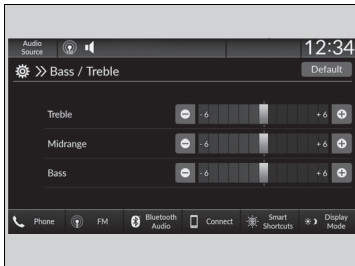 Audio Source
12:34
Bass / Treble
Default
Treble - 6 + 6
Midrange - 6 + 6
Bass - 6 + 6
Phone FM Bluetooth Audio Connect Smart Shortcuts Display Mode